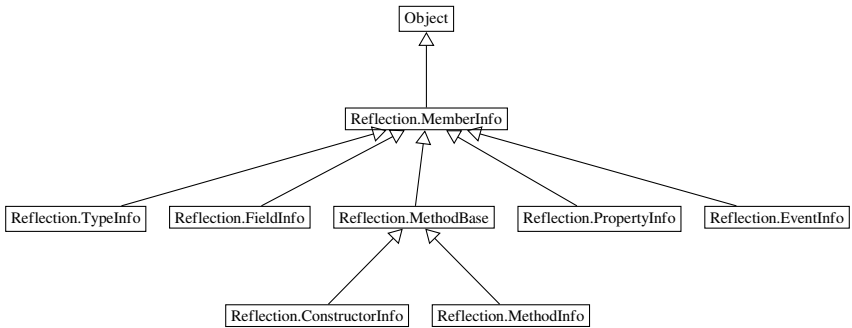 Object
Reflection.MemberInfo
Reflection.TypeInfo
Reflection.FieldInfo
Reflection.MethodBase
Reflection.PropertyInfo
Reflection.EventInfo
Reflection.ConstructorInfo
Reflection.MethodInfo